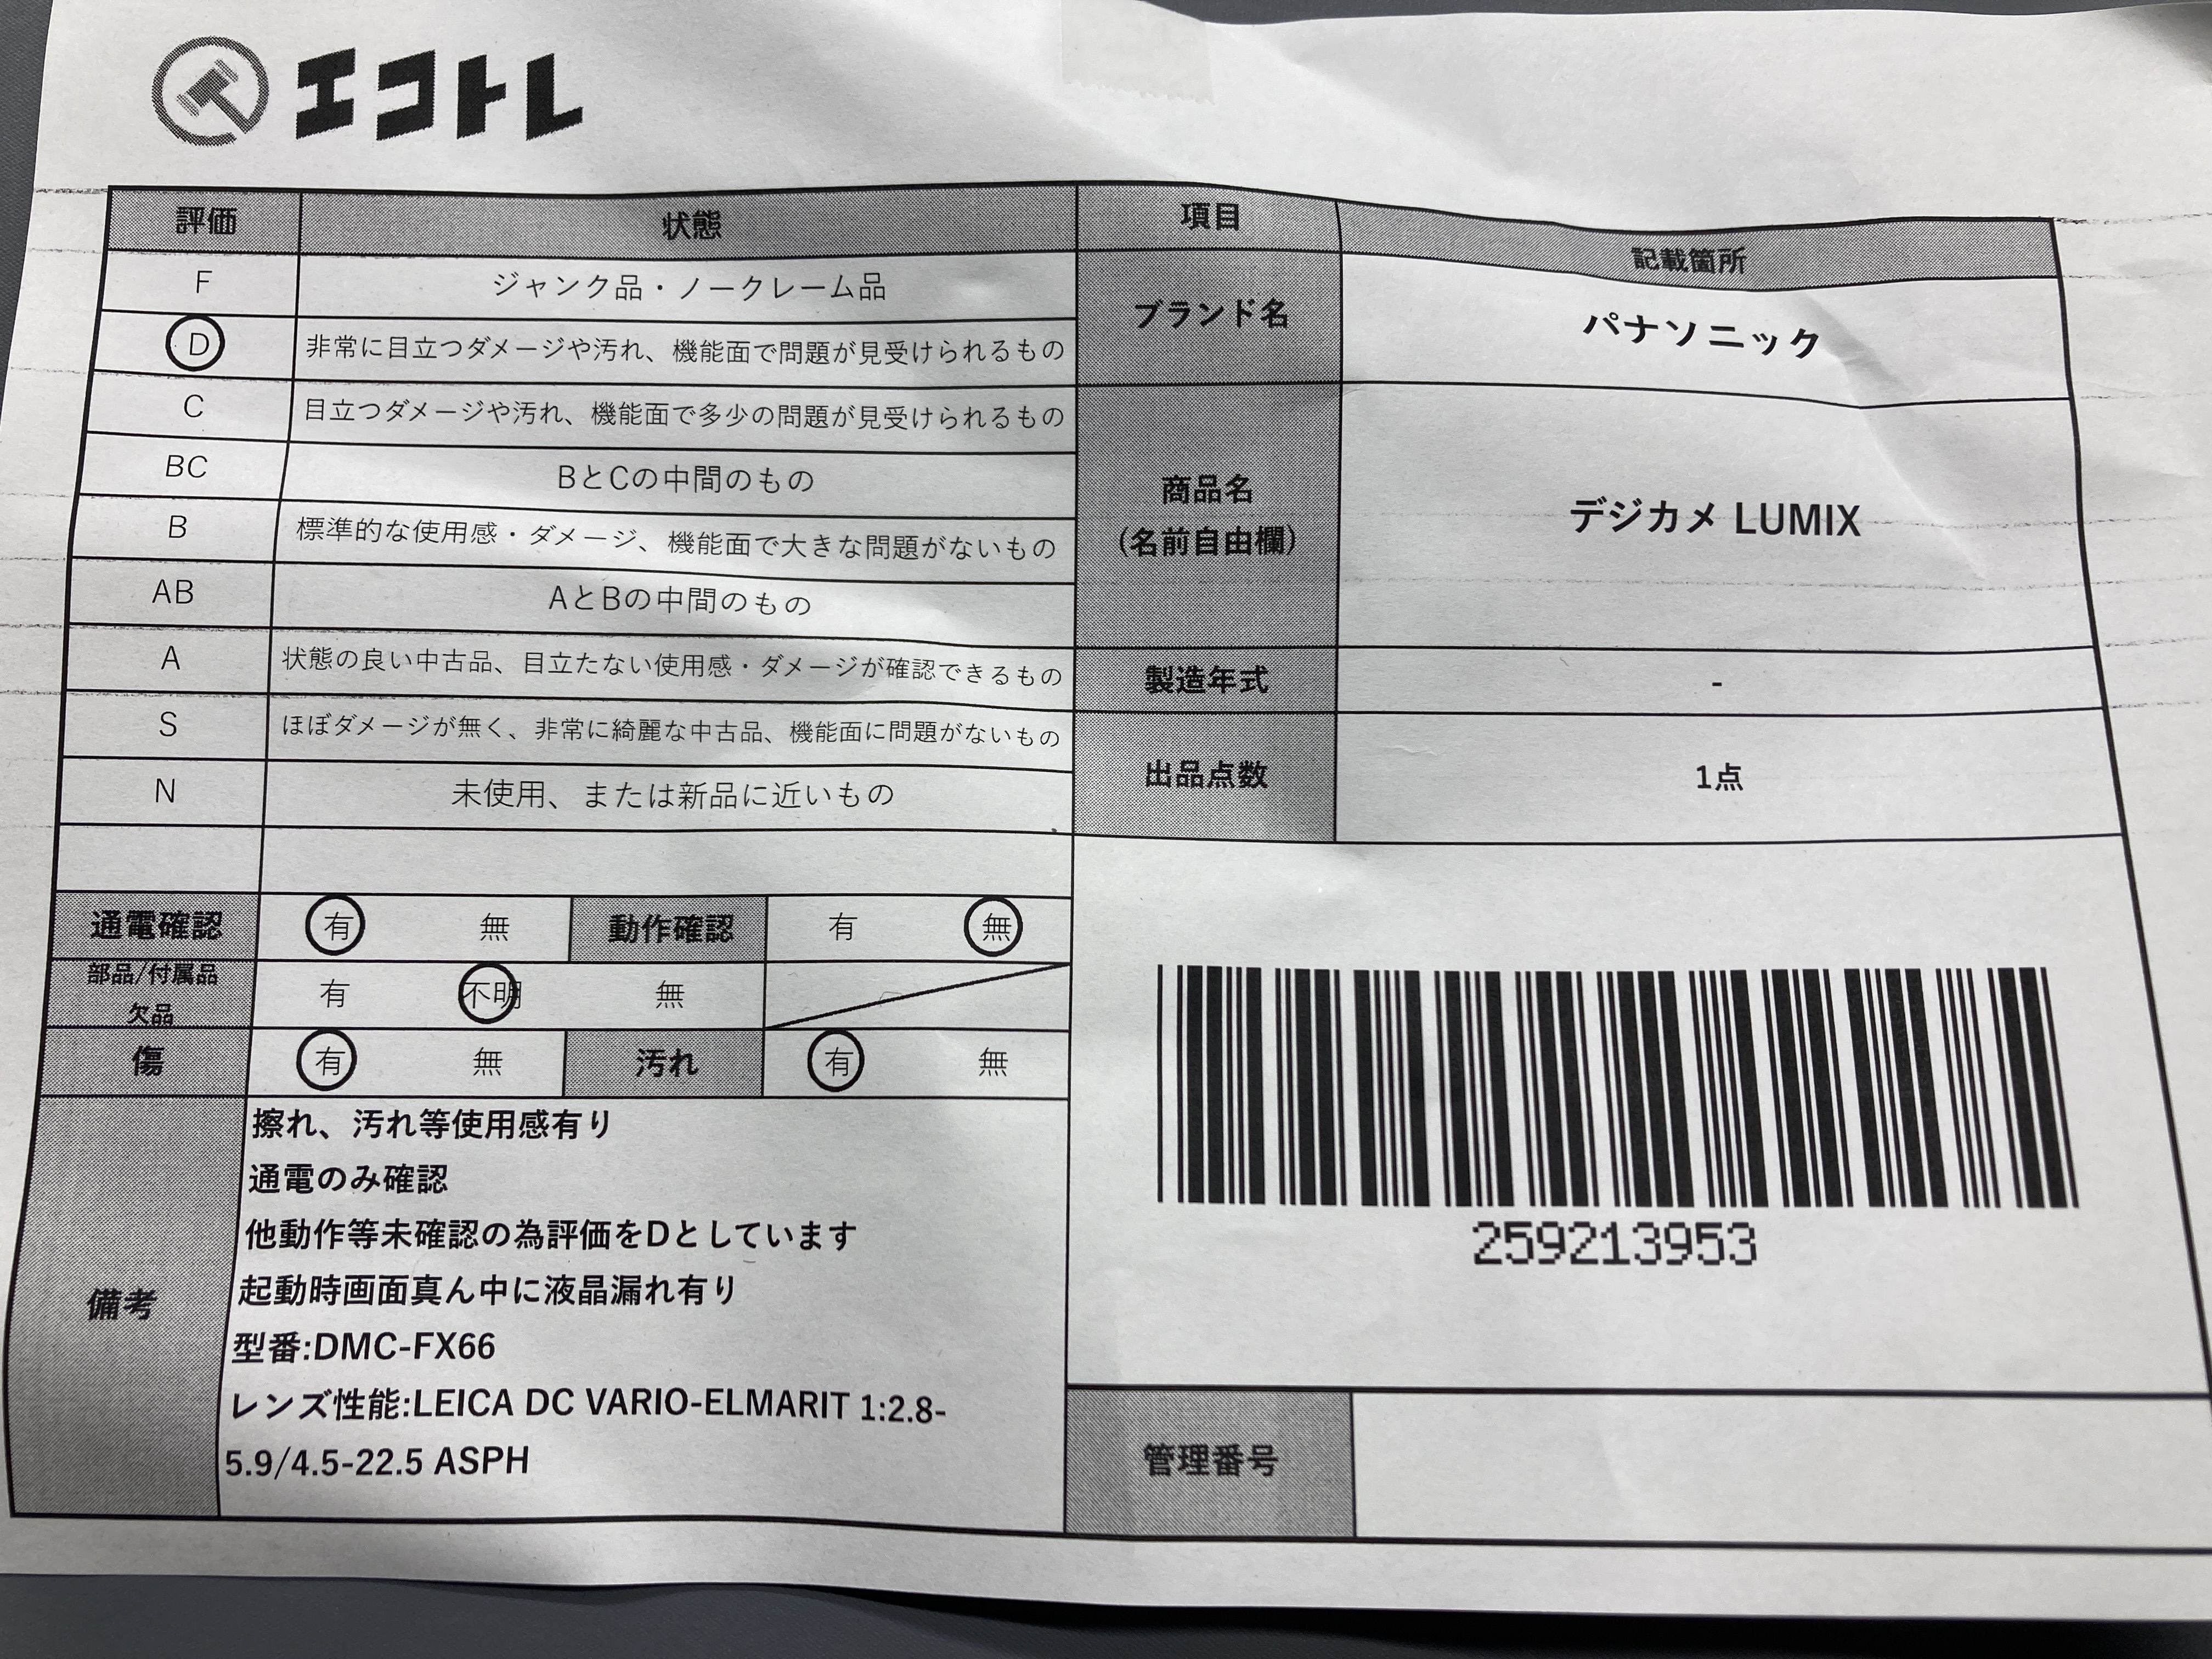 エコトレ
評価 状態
F ジャンク品・ノークレーム品
D 非常に目立つダメージや汚れ、機能面で問題が見受けられるもの
C 目立つダメージや汚れ、機能面で多少の問題が見受けられるもの
BC BとCの中間のもの
B 標準的な使用感・ダメージ、機能面で大きな問題がないもの
AB AとBの中間のもの
A 状態の良い中古品、目立たない使用感・ダメージが確認できるもの
S ほぼダメージが無く、非常に綺麗な中古品、機能面に問題がないもの
N 未使用、または新品に近いもの
通電確認 有 無 動作確認 有 無
部品/付属品
欠品
有 不明 無
傷 有 無 汚れ 有 無
備考
擦れ、汚れ等使用感有り
通電のみ確認
他動作等未確認の為評価をDとしています
起動時画面真ん中に液晶漏れ有り
型番:DMC-FX66
レンズ性能:LEICA DC VARIO-ELMARIT 1:2.8-
5.9/4.5-22.5 ASPH
項目 記載箇所
ブランド名 パナソニック
商品名
(名前自由欄)
デジカメ LUMIX
製造年式 -
出品点数 1点
259213953
管理番号